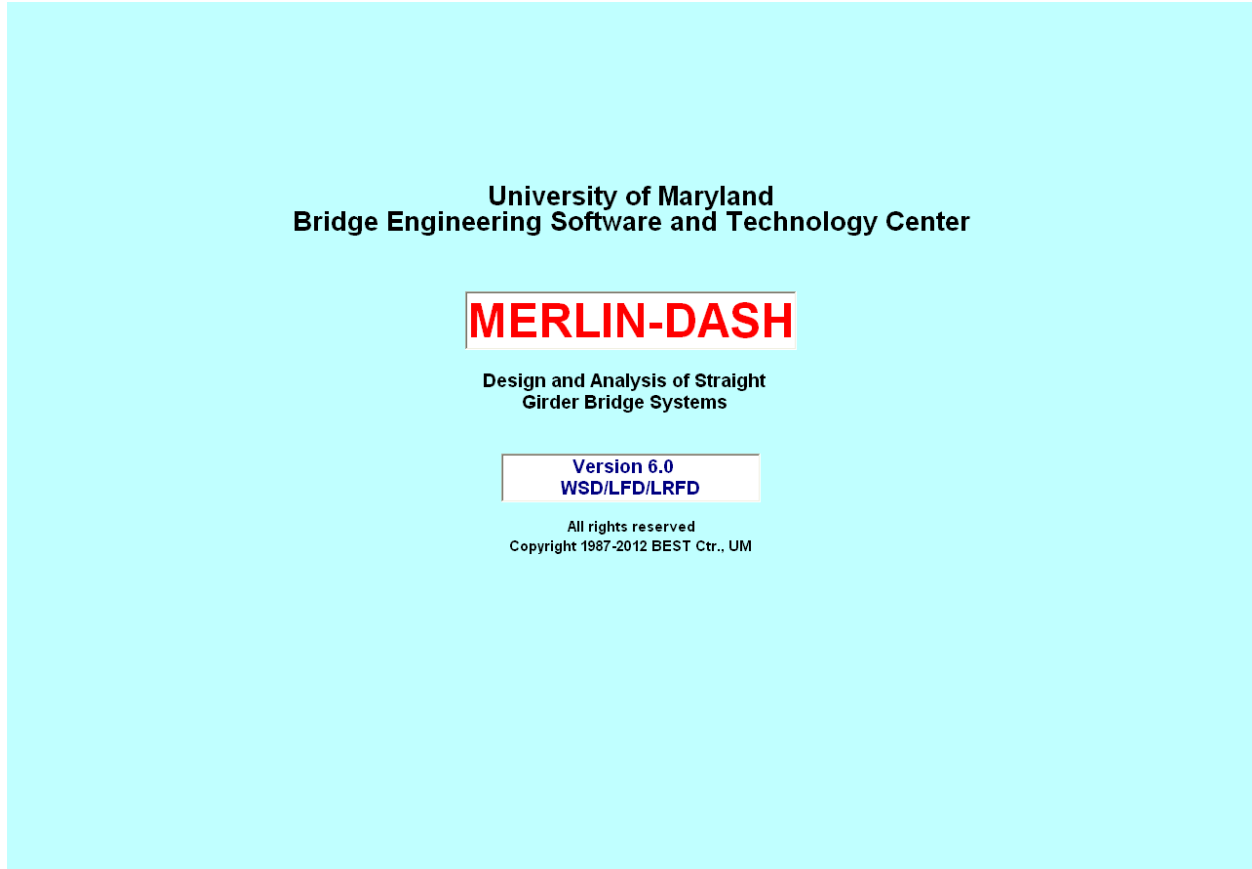 University of Maryland
Bridge Engineering Software and Technology Center
MERLIN-DASH
Design and Analysis of Straight
Girder Bridge Systems
Version 6.0
WSD/LFD/LRFD
All rights reserved
Copyright 1987-2012 BEST Ctr., UM